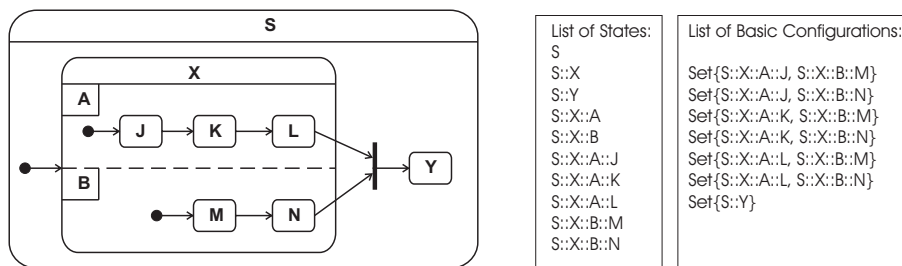 S
X
A
J
K
L
Y
B
M
N
List of States:
S
S::X
S::Y
S::X::A
S::X::B
S::X::A::J
S::X::A::K
S::X::A::L
S::X::B::M
S::X::B::N
List of Basic Configurations:
Set{S::X::A::J, S::X::B::M}
Set{S::X::A::J, S::X::B::N}
Set{S::X::A::K, S::X::B::M}
Set{S::X::A::K, S::X::B::N}
Set{S::X::A::L, S::X::B::M}
Set{S::X::A::L, S::X::B::N}
Set{S::Y}